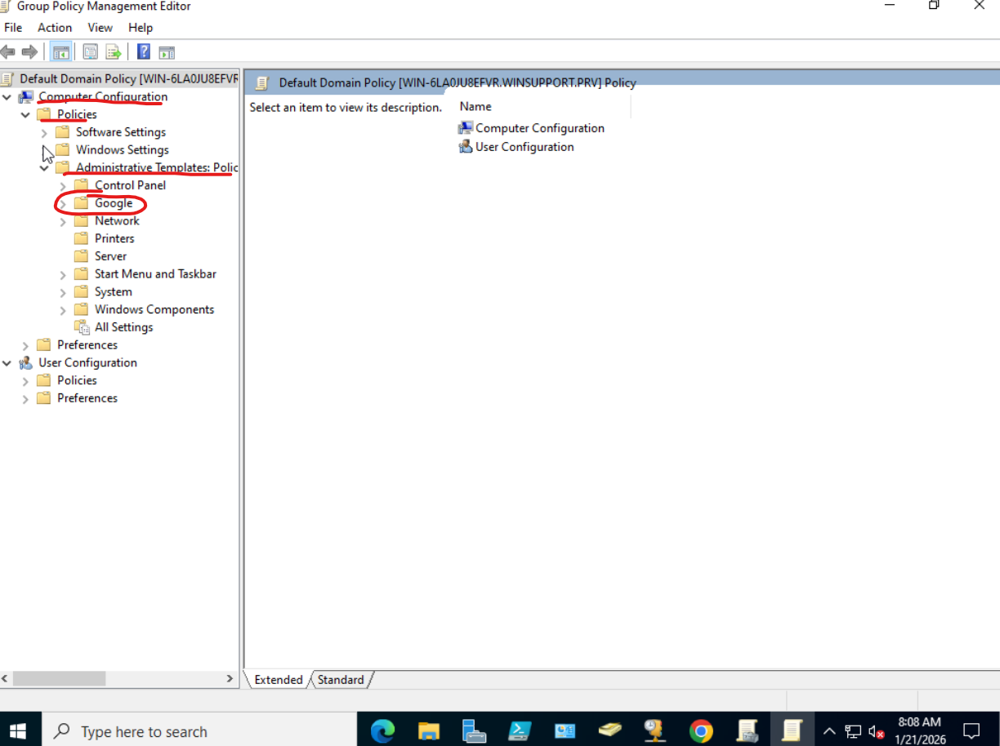 Group Policy Management Editor
File Action View Help
Default Domain Policy [WIN-6LA0JU8EFVR
Computer Configuration
Policies
Software Settings
Windows Settings
Administrative Templates: Polic
Control Panel
Google
Network
Printers
Server
Start Menu and Taskbar
System
Windows Components
All Settings
Preferences
User Configuration
Policies
Preferences
Default Domain Policy [WIN-6LA0JU8EFVR.WINSUPPORT.PRV] Policy
Select an item to view its description.
Name
Computer Configuration
User Configuration
Extended Standard
Type here to search
8:08 AM
1/21/2026